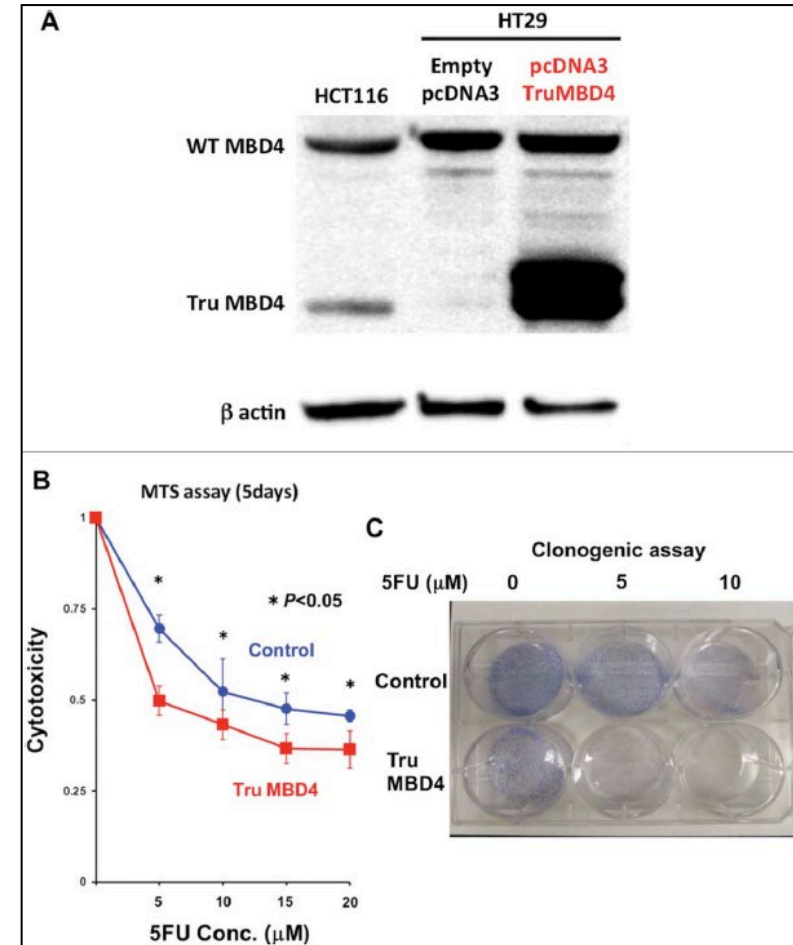 A
HT29
Empty pcDNA3
pcDNA3 TruMBD4
HCT116
WT MBD4
Tru MBD4
β actin
B
MTS assay (5days)
1
0.75
0.5
0.25
0
Cytotoxicity
*
*
*
*
* P<0.05
Control
Tru MBD4
5
10
15
20
5FU Conc. (μM)
C
Clonogenic assay
5FU (μM) 0 5 10
Control
Tru
MBD4